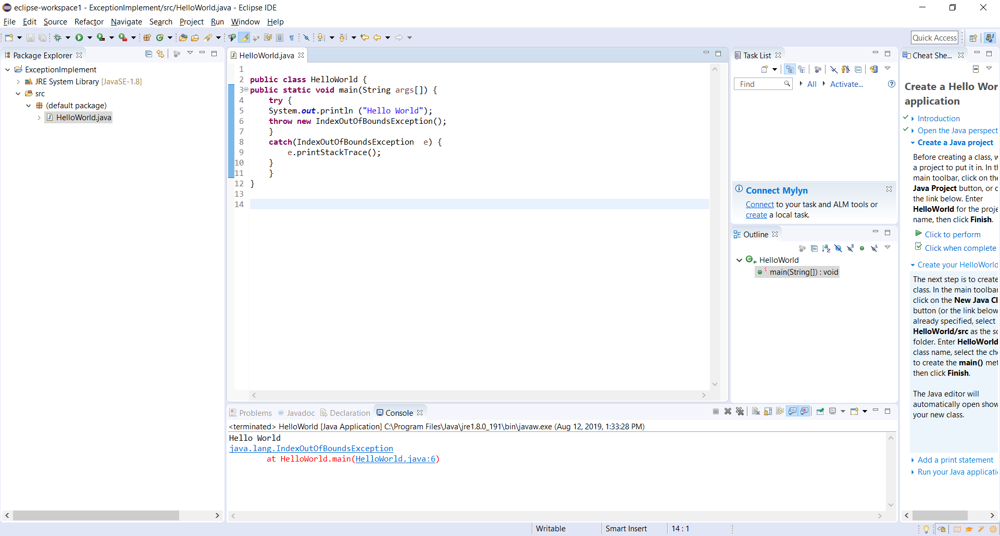 eclipse-workspace1 - ExceptionImplement/src/HelloWorld.java - Eclipse IDE
File Edit Source Refactor Navigate Search Project Run Window Help
Quick Access
Package Explorer
ExceptionImplement
JRE System Library [JavaSE-1.8]
src
(default package)
HelloWorld.java
HelloWorld.java
1
2 public class HelloWorld {
3 public static void main(String args[]) {
4 try {
5 System.out.println ("Hello World");
6 throw new IndexOutOfBoundsException();
7 }
8 catch(IndexOutOfBoundsException  e) {
9 e.printStackTrace();
10 }
11 }
12 }
13
14
Problems @ Javadoc Declaration Console
<terminated> HelloWorld [Java Application] C:\Program Files\Java\jre1.8.0_191\bin\javaw.exe (Aug 12, 2019, 1:33:28 PM)
Hello World
java.lang.IndexOutOfBoundsException
at HelloWorld.main(HelloWorld.java:6)
Task List
Find All Activate...
Connect Mylyn
Connect to your task and ALM tools or
create a local task.
Outline
HelloWorld
main(String[]) : void
Cheat She...
Create a Hello Wor
application
Introduction
Open the Java perspect
Create a Java project
Before creating a class, w
a project to put it in. In th
main toolbar, click on the
Java Project button, or c
the link below. Enter
HelloWorld for the proje
name, then click Finish.
Click to perform
Click when complete
Create your HelloWorld
The next step is to create
class. In the main toolbar
click on the New Java Cl
button (or the link below
already specified, select
HelloWorld/src as the so
folder. Enter HelloWorld
class name, select the che
to create the main() met
then click Finish.
The Java editor will
automatically open show
your new class.
Add a print statement
Run your Java applicati
Writable Smart Insert 14 : 1